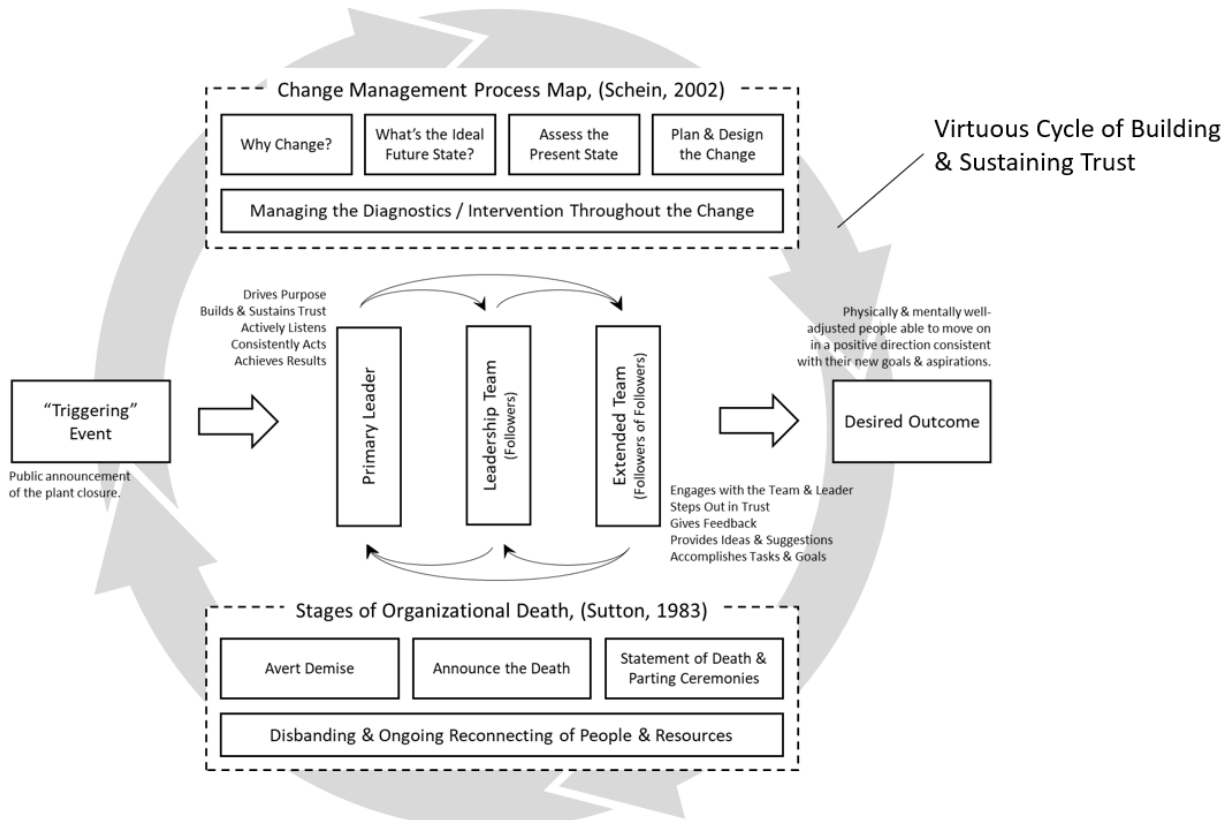 Change Management Process Map, (Schein, 2002)
Why Change?
What's the Ideal
Future State?
Assess the
Present State
Plan & Design
the Change
Managing the Diagnostics / Intervention Throughout the Change
Virtuous Cycle of Building
& Sustaining Trust
Drives Purpose
Builds & Sustains Trust
Actively Listens
Consistently Acts
Achieves Results
Physically & mentally well-
adjusted people able to move on
in a positive direction consistent
with their new goals & aspirations.
"Triggering"
Event
Public announcement
of the plant closure.
Primary Leader
Leadership Team
(Followers)
Extended Team
(Followers of Followers)
Desired Outcome
Engages with the Team & Leader
Steps Out in Trust
Gives Feedback
Provides Ideas & Suggestions
Accomplishes Tasks & Goals
Stages of Organizational Death, (Sutton, 1983)
Avert Demise
Announce the Death
Statement of Death &
Parting Ceremonies
Disbanding & Ongoing Reconnecting of People & Resources